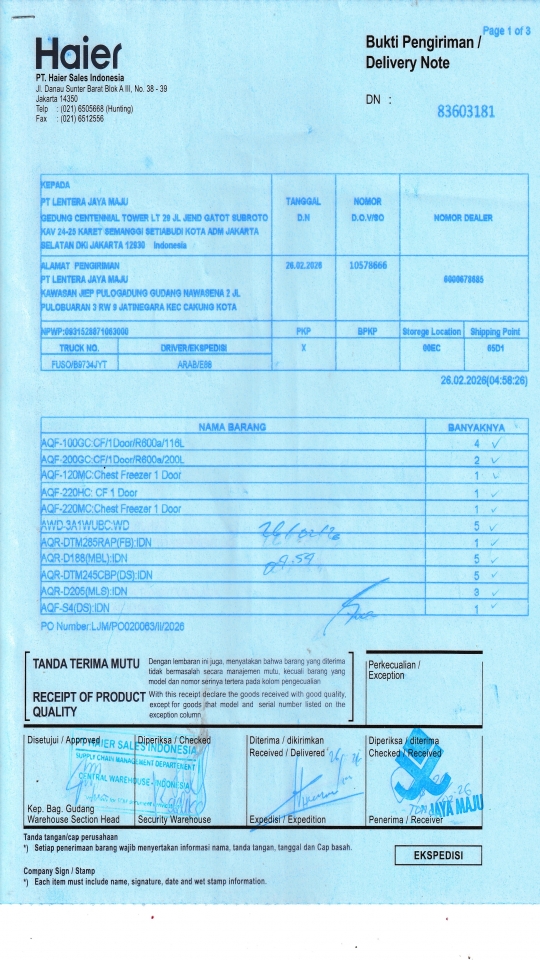 Page 1 of 3
Haier
Bukti Pengiriman /
Delivery Note
PT. Haier Sales Indonesia
Jl. Danau Sunter Barat Blok A III, No. 38 - 39
Jakarta 14350
Telp : (021) 6505668 (Hunting)
Fax : (021) 6512556
DN : 83603181
KEPADA
PT LENTERA JAYA MAJU
GEDUNG CENTENNIAL TOWER LT 29 JL JEND GATOT SUBROTO
KAV 24-25 KARET SEMANGGI SETIABUDI KOTA ADM JAKARTA
SELATAN DKI JAKARTA 12930 Indonesia
TANGGAL D.N
NOMOR D.O.V/SO
NOMOR DEALER
ALAMAT PENGIRIMAN
PT LENTERA JAYA MAJU
KAWASAN JIEP PULOGADUNG GUDANG NAWASENA 2 JL
PULOBUARAN 3 RW 9 JATINEGARA KEC CAKUNG KOTA
26.02.2026
10578666
NPWP:
PKP BPKP Storege Location Shipping Point
TRUCK NO. DRIVER/EKSPEDISI X 00EC 65D1
FUSO/B9734JYT ARAB/E88
26.02.2026(04:58:26)
NAMA BARANG BANYAKNYA
AQF-100GC:CF/1Door/R600a/116L 4 ✓
AQF-200GC:CF/1Door/R600a/200L 2 ✓
AQF-120MC:Chest Freezer 1 Door 1 ✓
AQF-220HC: CF 1 Door 1 ✓
AQF-220MC:Chest Freezer 1 Door 1 ✓
AWD-3A1WUBC:WD 5 ✓
AQR-DTM285RAP(FB):IDN 1 ✓
AQR-D188(MBL):IDN 5 ✓
09.59
AQR-DTM245CBP(DS):IDN 5 ✓
AQR-D205(MLS):IDN 3 ✓
AQF-S4(DS):IDN 1 ✓
PO Number:LJM/PO020063/II/2026
TANDA TERIMA MUTU
Dengan lembaran ini juga, menyatakan bahwa barang yang diterima
tidak bermasalah secara manajemen mutu, kecuali barang yang
model dan nomor serinya tertera pada kolom pengecualian
RECEIPT OF PRODUCT
QUALITY
With this receipt declare the goods received with good quality,
except for goods that model and serial number listed on the
exception column
Perkecualian /
Exception
Disetujui / Approved
Diperiksa / Checked
Diterima / dikirimkan
Received / Delivered
Diperiksa / diterima
Checked / Received
HAIER SALES INDONESIA
SUPPLY CHAIN MANAGEMENT DEPARTEMENT
CENTRAL WAREHOUSE - INDONESIA
JAYA MAJU
Kep. Bag. Gudang
Warehouse Section Head
Security Warehouse
Expedisi / Expedition
Penerima / Receiver
Tanda tangan/cap perusahaan
*) Setiap penerimaan barang wajib menyertakan informasi nama, tanda tangan, tanggal dan Cap basah.
EKSPEDISI
Company Sign / Stamp
*) Each item must include name, signature, date and wet stamp information.